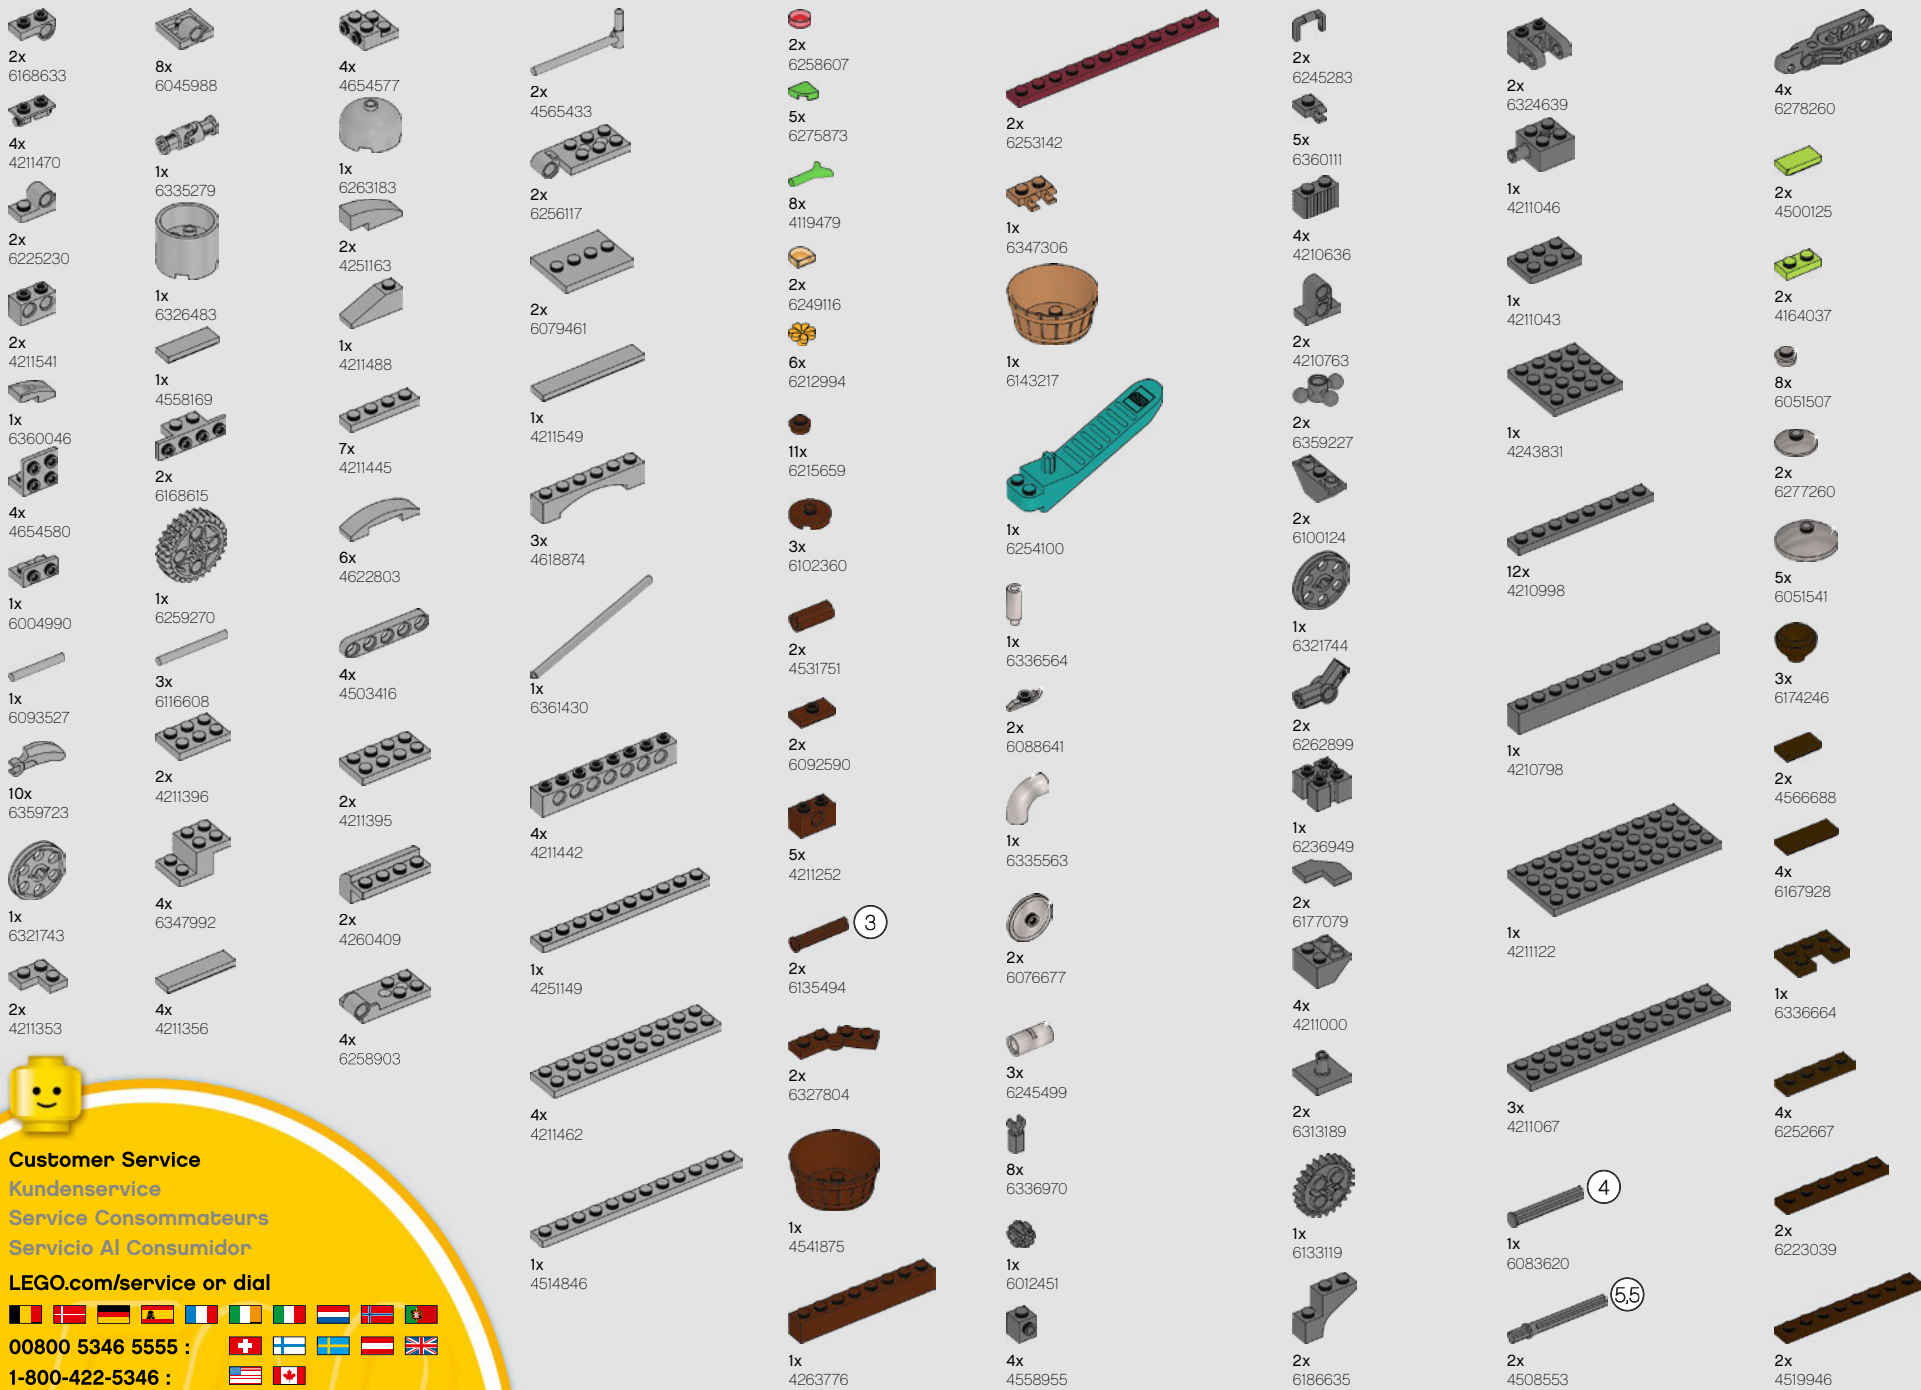 2x
6168633
4x
4211470
2x
6225230
2x
4211541
1x
6360046
4x
4654580
1x
6004990
1x
6093527
10x
6359723
1x
6321743
2x
4211353
8x
6045988
1x
6335279
1x
6326483
1x
4558169
2x
6168615
1x
6259270
3x
6116608
2x
4211396
4x
6347992
4x
4211356
4x
4654577
1x
6263183
2x
4251163
1x
4211488
7x
4211445
6x
4622803
4x
4503416
2x
4211395
2x
4260409
4x
6258903
2x
4565433
2x
6256117
2x
6079461
1x
4211549
3x
4618874
1x
6361430
4x
4211442
1x
4251149
4x
4211462
1x
4514846
2x
6258607
5x
6275873
8x
4119479
2x
6249116
6x
6212994
11x
6215659
3x
6102360
2x
4531751
2x
6092590
5x
4211252
3
2x
6135494
2x
6327804
1x
4541875
1x
4263776
2x
6253142
1x
6347306
1x
6143217
1x
6254100
1x
6336564
2x
6088641
1x
6335563
2x
6076677
3x
6245499
8x
6336970
1x
6012451
4x
4558955
2x
6245283
5x
6360111
4x
4210636
2x
4210763
2x
6359227
2x
6100124
1x
6321744
2x
6262899
1x
6236949
2x
6177079
4x
4211000
2x
6313189
1x
6133119
2x
6186635
2x
6324639
1x
4211046
1x
4211043
1x
4243831
12x
4210998
1x
4210798
1x
4211122
3x
4211067
4
1x
6083620
5,5
2x
4508553
4x
6278260
2x
4500125
2x
4164037
8x
6051507
2x
6277260
5x
6051541
3x
6174246
2x
4566688
4x
6167928
1x
6336664
4x
6252667
2x
6223039
2x
4519946
Customer Service
Kundenservice
Service Consommateurs
Servicio Al Consumidor
LEGO.com/service or dial
00800 5346 5555 :
1-800-422-5346 :